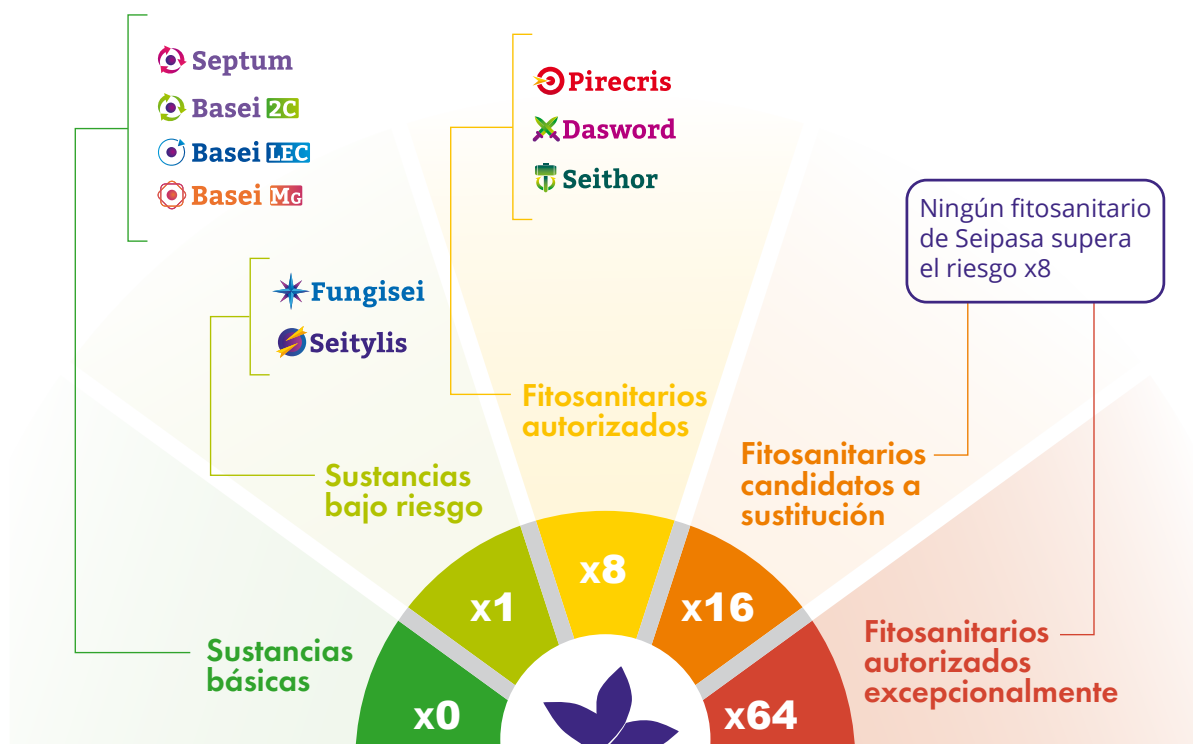 Septum
Basei 2C
Basei LEC
Basei MG
Pirecris
Dasword
Seithor
Ningún fitosanitario
de Seipasa supera
el riesgo x8
Fungisei
Seitylis
Fitosanitarios
autorizados
Sustancias
bajo riesgo
Fitosanitarios
candidatos a
sustitución
Sustancias
básicas
Fitosanitarios
autorizados
excepcionalmente
x0
x1
x8
x16
x64